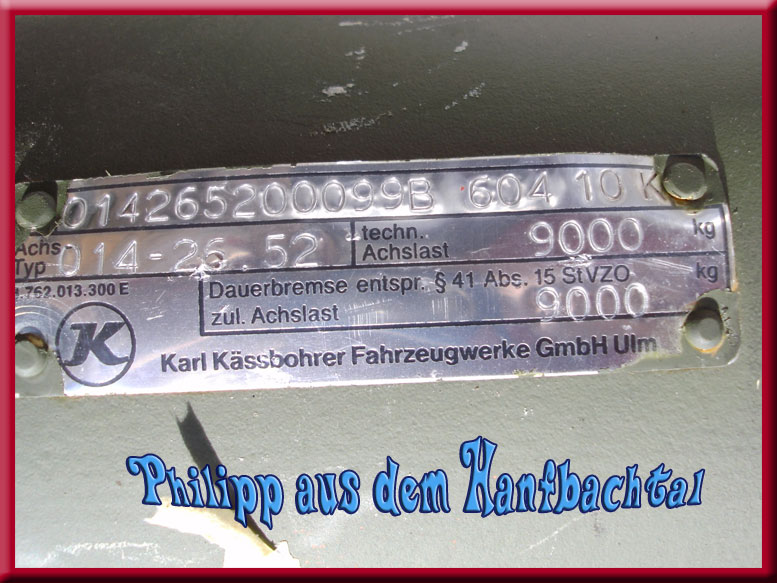 014265200099B 604 10 K
Achs Typ 014-26.52 techn. Achslast 9000 kg
.762.013.300 E Dauerbremse entspr. § 41 Abs. 15 StVZO
zul. Achslast 9000 kg
K Karl Kässbohrer Fahrzeugwerke GmbH Ulm
Philipp aus dem Hanfbachtal